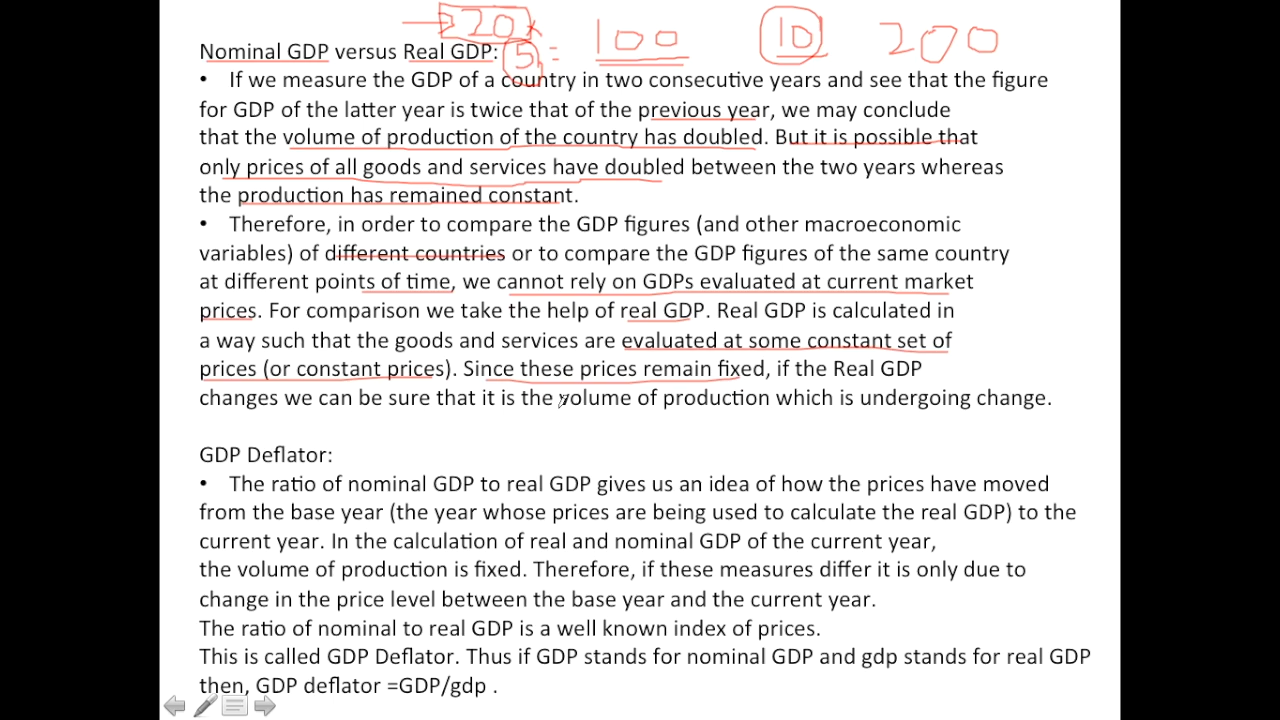 20 x
5 = 100 10 200
Nominal GDP versus Real GDP:
• If we measure the GDP of a country in two consecutive years and see that the figure
for GDP of the latter year is twice that of the previous year, we may conclude
that the volume of production of the country has doubled. But it is possible that
only prices of all goods and services have doubled between the two years whereas
the production has remained constant.
• Therefore, in order to compare the GDP figures (and other macroeconomic
variables) of different countries or to compare the GDP figures of the same country
at different points of time, we cannot rely on GDPs evaluated at current market
prices. For comparison we take the help of real GDP. Real GDP is calculated in
a way such that the goods and services are evaluated at some constant set of
prices (or constant prices). Since these prices remain fixed, if the Real GDP
changes we can be sure that it is the volume of production which is undergoing change.
GDP Deflator:
• The ratio of nominal GDP to real GDP gives us an idea of how the prices have moved
from the base year (the year whose prices are being used to calculate the real GDP) to the
current year. In the calculation of real and nominal GDP of the current year,
the volume of production is fixed. Therefore, if these measures differ it is only due to
change in the price level between the base year and the current year.
The ratio of nominal to real GDP is a well known index of prices.
This is called GDP Deflator. Thus if GDP stands for nominal GDP and gdp stands for real GDP
then, GDP deflator =GDP/gdp .